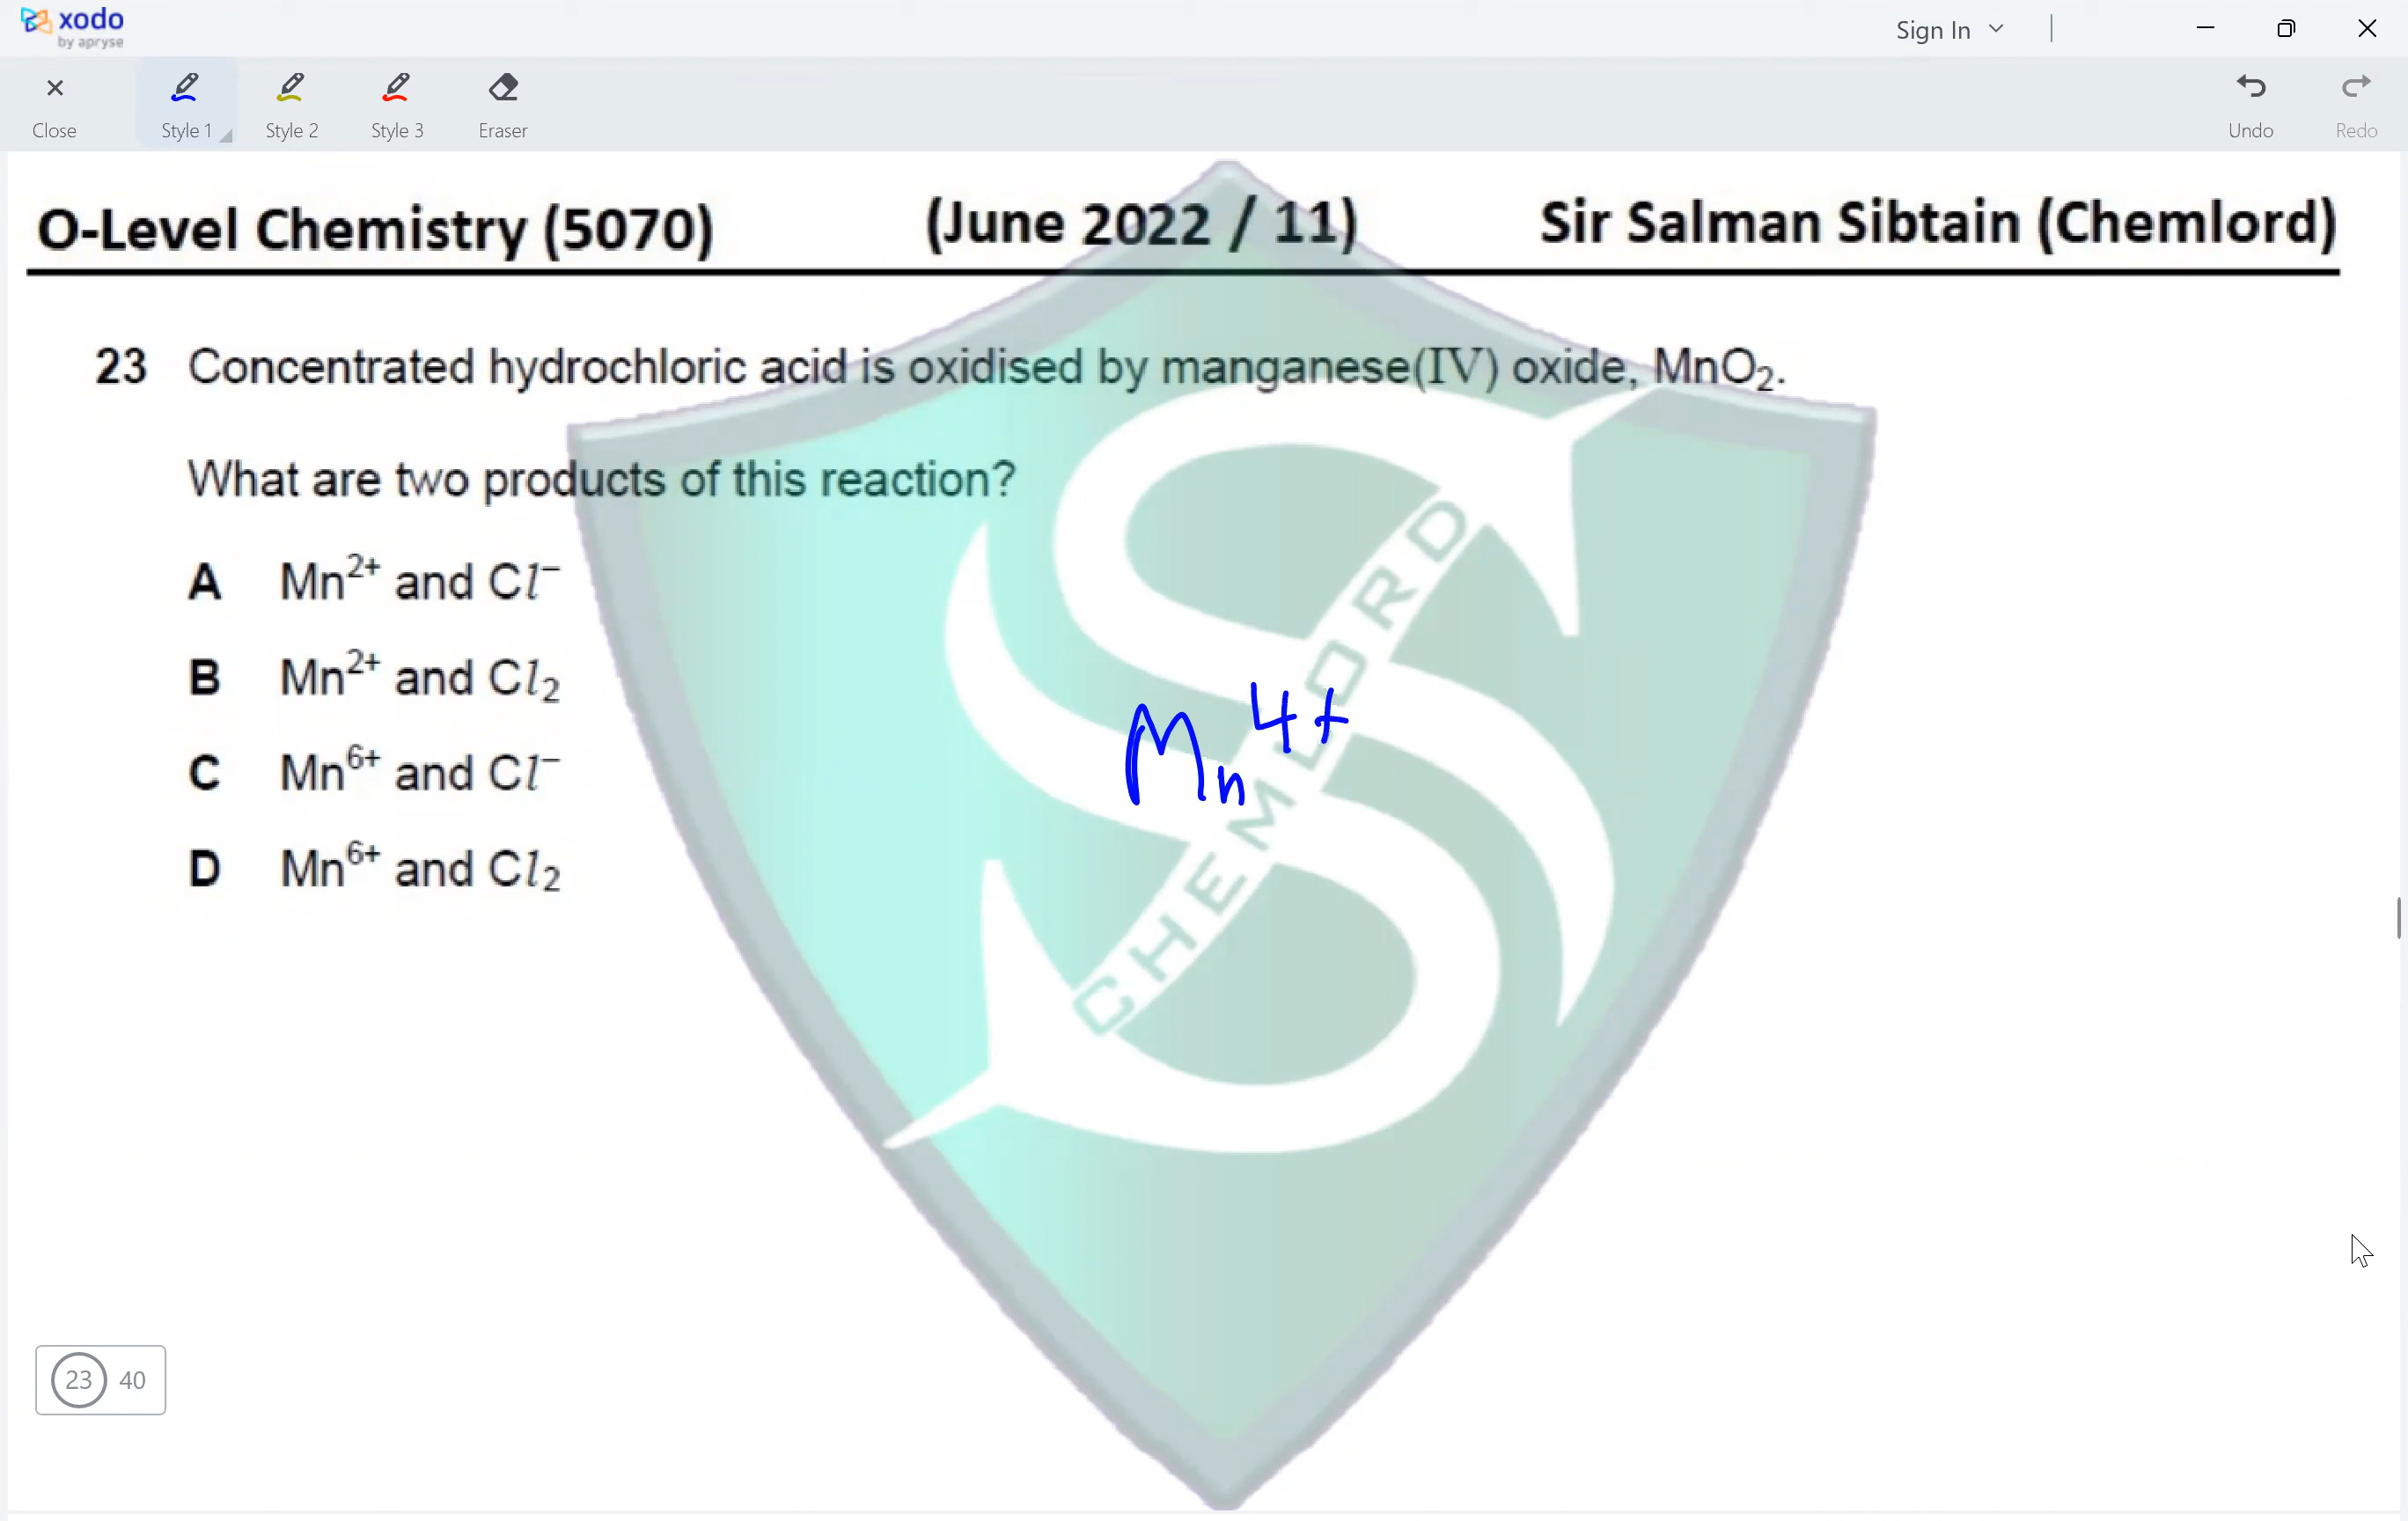 xodo
by apryse
Sign In
Close
Style 1
Style 2
Style 3
Eraser
Undo
Redo
O-Level Chemistry (5070) (June 2022 / 11) Sir Salman Sibtain (Chemlord)
23 Concentrated hydrochloric acid is oxidised by manganese(IV) oxide, MnO₂.
What are two products of this reaction?
A Mn²⁺ and Cl⁻
B Mn²⁺ and Cl₂
C Mn⁶⁺ and Cl⁻
D Mn⁶⁺ and Cl₂
Mn⁴⁺
CHEMLORD
23 40